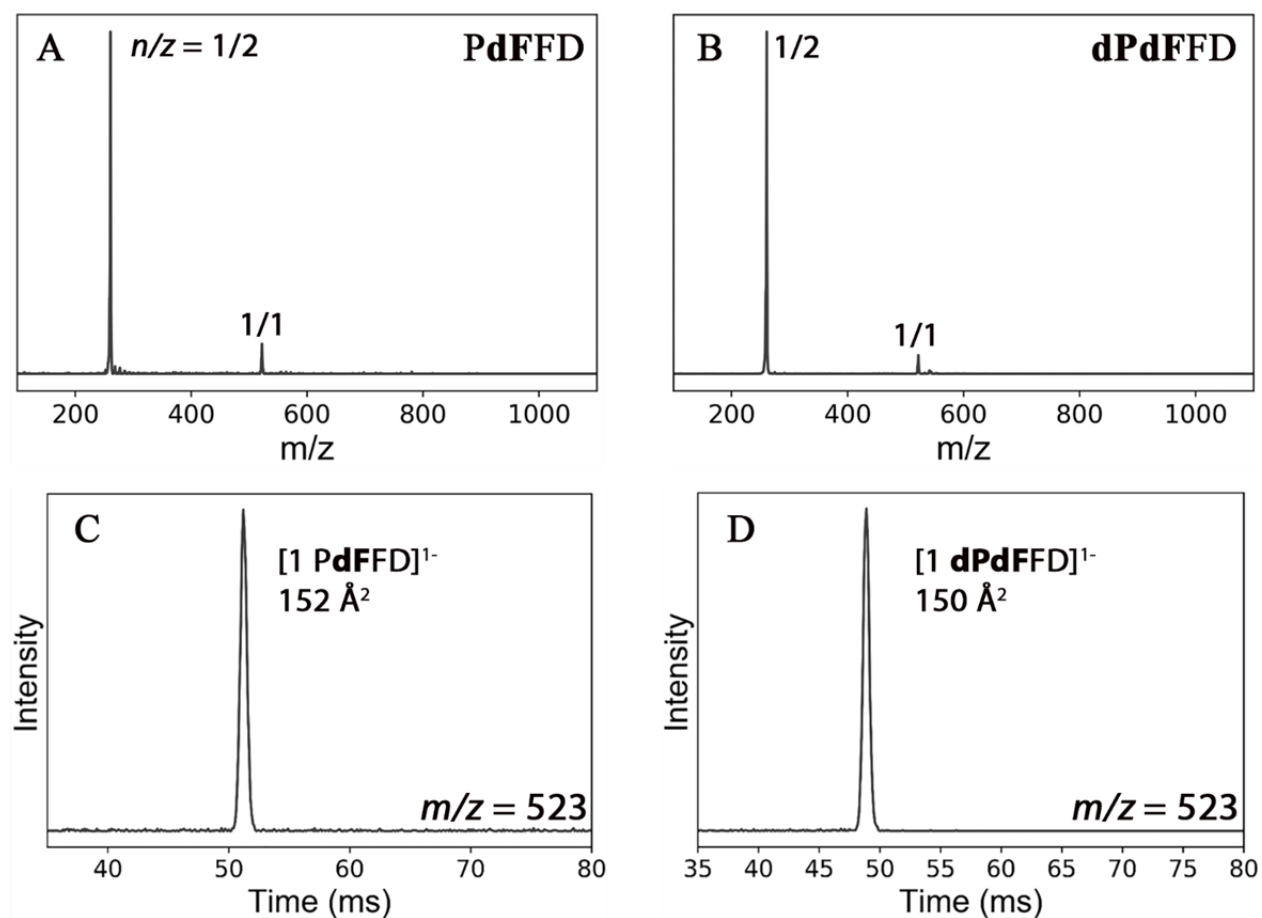 A n/z = 1/2 PdFFD
1/1
200 400 600 800 1000
m/z
B 1/2 dPdFFD
1/1
200 400 600 800 1000
m/z
C [1 PdFFD]¹⁻
152 Å²
Intensity
m/z = 523
40 50 60 70 80
Time (ms)
D [1 dPdFFD]¹⁻
150 Å²
Intensity
m/z = 523
35 40 45 50 55 60 65 70 75 80
Time (ms)